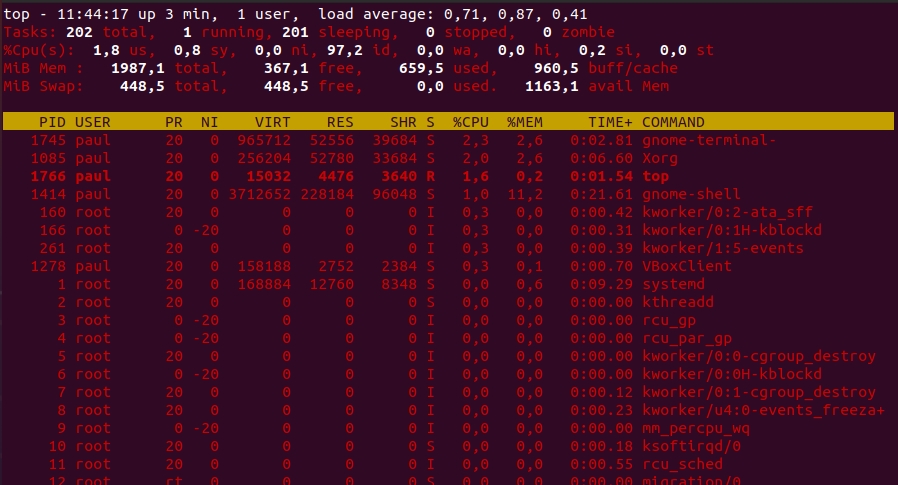 top - 11:44:17 up 3 min,  1 user,  load average: 0,71, 0,87, 0,41
Tasks: 202 total,   1 running, 201 sleeping,   0 stopped,   0 zombie
%Cpu(s):  1,8 us,  0,8 sy,  0,0 ni, 97,2 id,  0,0 wa,  0,0 hi,  0,2 si,  0,0 st
MiB Mem :   1987,1 total,    367,1 free,    659,5 used,    960,5 buff/cache
MiB Swap:    448,5 total,    448,5 free,      0,0 used.   1163,1 avail Mem
PID USER      PR  NI    VIRT    RES    SHR S  %CPU  %MEM     TIME+ COMMAND
1745 paul      20   0  965712  52556  39684 S   2,3   2,6   0:02.81 gnome-terminal-
1085 paul      20   0  256204  52780  33684 S   2,0   2,6   0:06.60 Xorg
1766 paul      20   0   15032   4476   3640 R   1,6   0,2   0:01.54 top
1414 paul      20   0 3712652 228184  96048 S   1,0  11,2   0:21.61 gnome-shell
160 root      20   0       0      0      0 I   0,3   0,0   0:00.42 kworker/0:2-ata_sff
166 root       0 -20       0      0      0 I   0,3   0,0   0:00.31 kworker/0:1H-kblockd
261 root      20   0       0      0      0 I   0,3   0,0   0:00.39 kworker/1:5-events
1278 paul      20   0  158188   2752   2384 S   0,3   0,1   0:00.70 VBoxClient
1 root      20   0  168884  12760   8348 S   0,0   0,6   0:09.29 systemd
2 root      20   0       0      0      0 S   0,0   0,0   0:00.00 kthreadd
3 root       0 -20       0      0      0 I   0,0   0,0   0:00.00 rcu_gp
4 root       0 -20       0      0      0 I   0,0   0,0   0:00.00 rcu_par_gp
5 root      20   0       0      0      0 I   0,0   0,0   0:00.00 kworker/0:0-cgroup_destroy
6 root       0 -20       0      0      0 I   0,0   0,0   0:00.00 kworker/0:0H-kblockd
7 root      20   0       0      0      0 I   0,0   0,0   0:00.12 kworker/0:1-cgroup_destroy
8 root      20   0       0      0      0 I   0,0   0,0   0:00.23 kworker/u4:0-events_freeza+
9 root       0 -20       0      0      0 I   0,0   0,0   0:00.00 mm_percpu_wq
10 root      20   0       0      0      0 S   0,0   0,0   0:00.18 ksoftirqd/0
11 root      20   0       0      0      0 I   0,0   0,0   0:00.55 rcu_sched
12 root      rt   0       0      0      0 S   0,0   0,0   0:00.00 migration/0